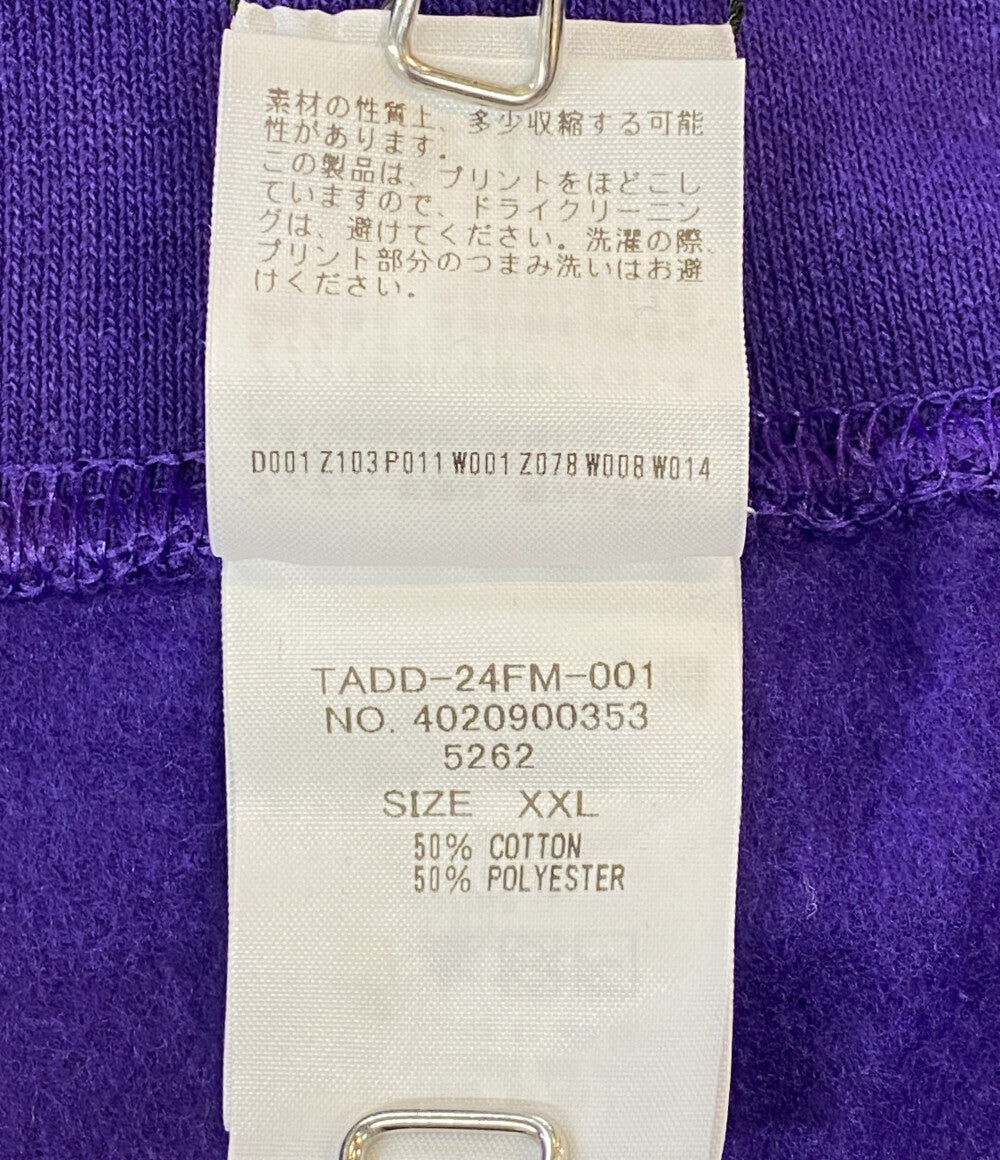 素材の性質上、多少収縮する可能
性があります。
この製品は、プリントをほどこし
ていますので、ドライクリーニン
グは、避けてください。洗濯の際、
プリント部分のつまみ洗いはお避
けください。
D001 Z103 P011 W001 Z078 W008 W014
TADD-24FM-001
NO. 4020900353
5262
SIZE XXL
50% COTTON
50% POLYESTER